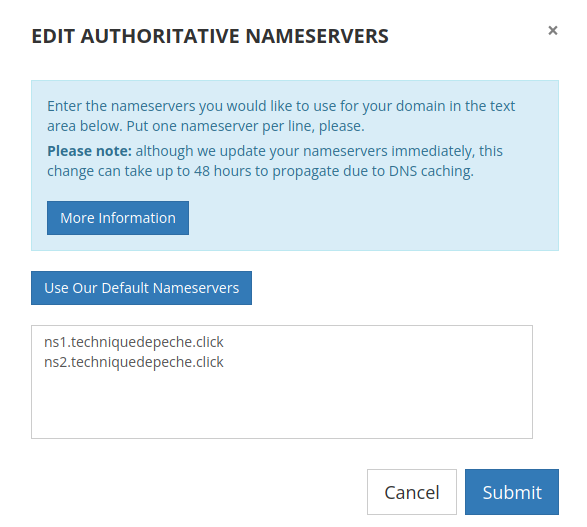 EDIT AUTHORITATIVE NAMESERVERS
×
Enter the nameservers you would like to use for your domain in the text
area below. Put one nameserver per line, please.
Please note: although we update your nameservers immediately, this
change can take up to 48 hours to propagate due to DNS caching.
More Information
Use Our Default Nameservers
ns1.techniquedepeche.click
ns2.techniquedepeche.click
Cancel
Submit